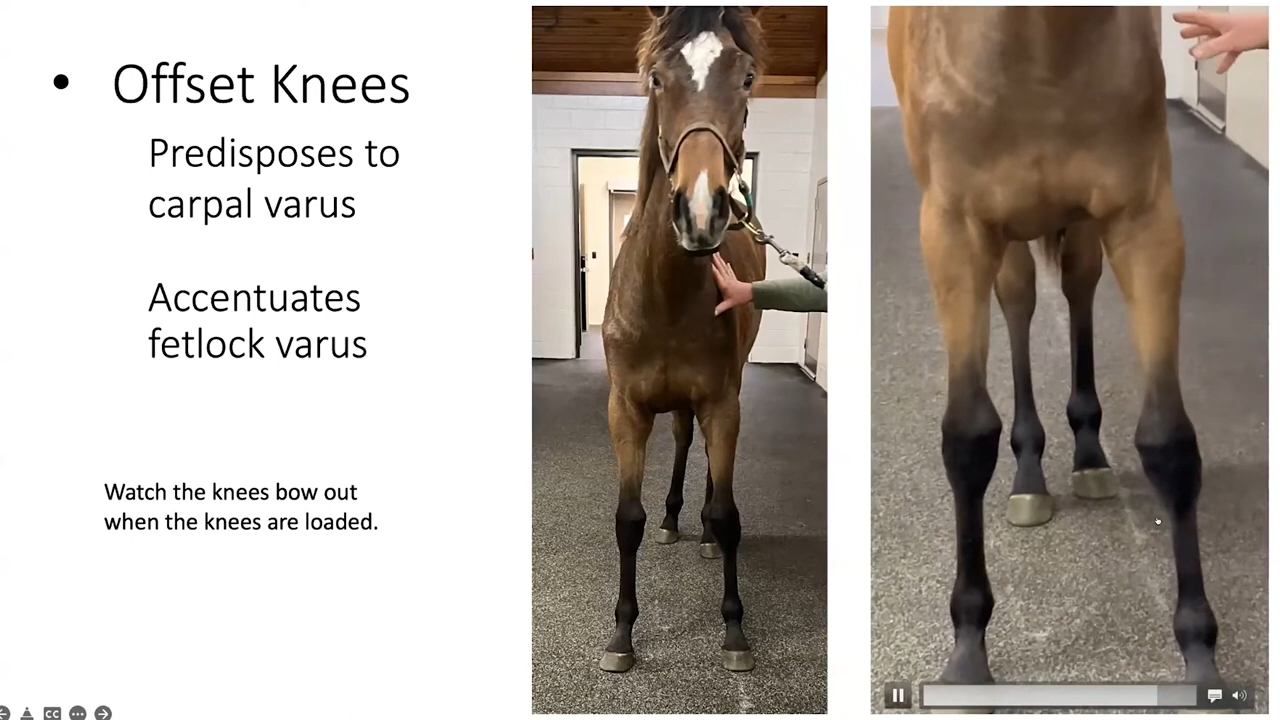 • Offset Knees
Predisposes to
carpal varus
Accentuates
fetlock varus
Watch the knees bow out
when the knees are loaded.
CC